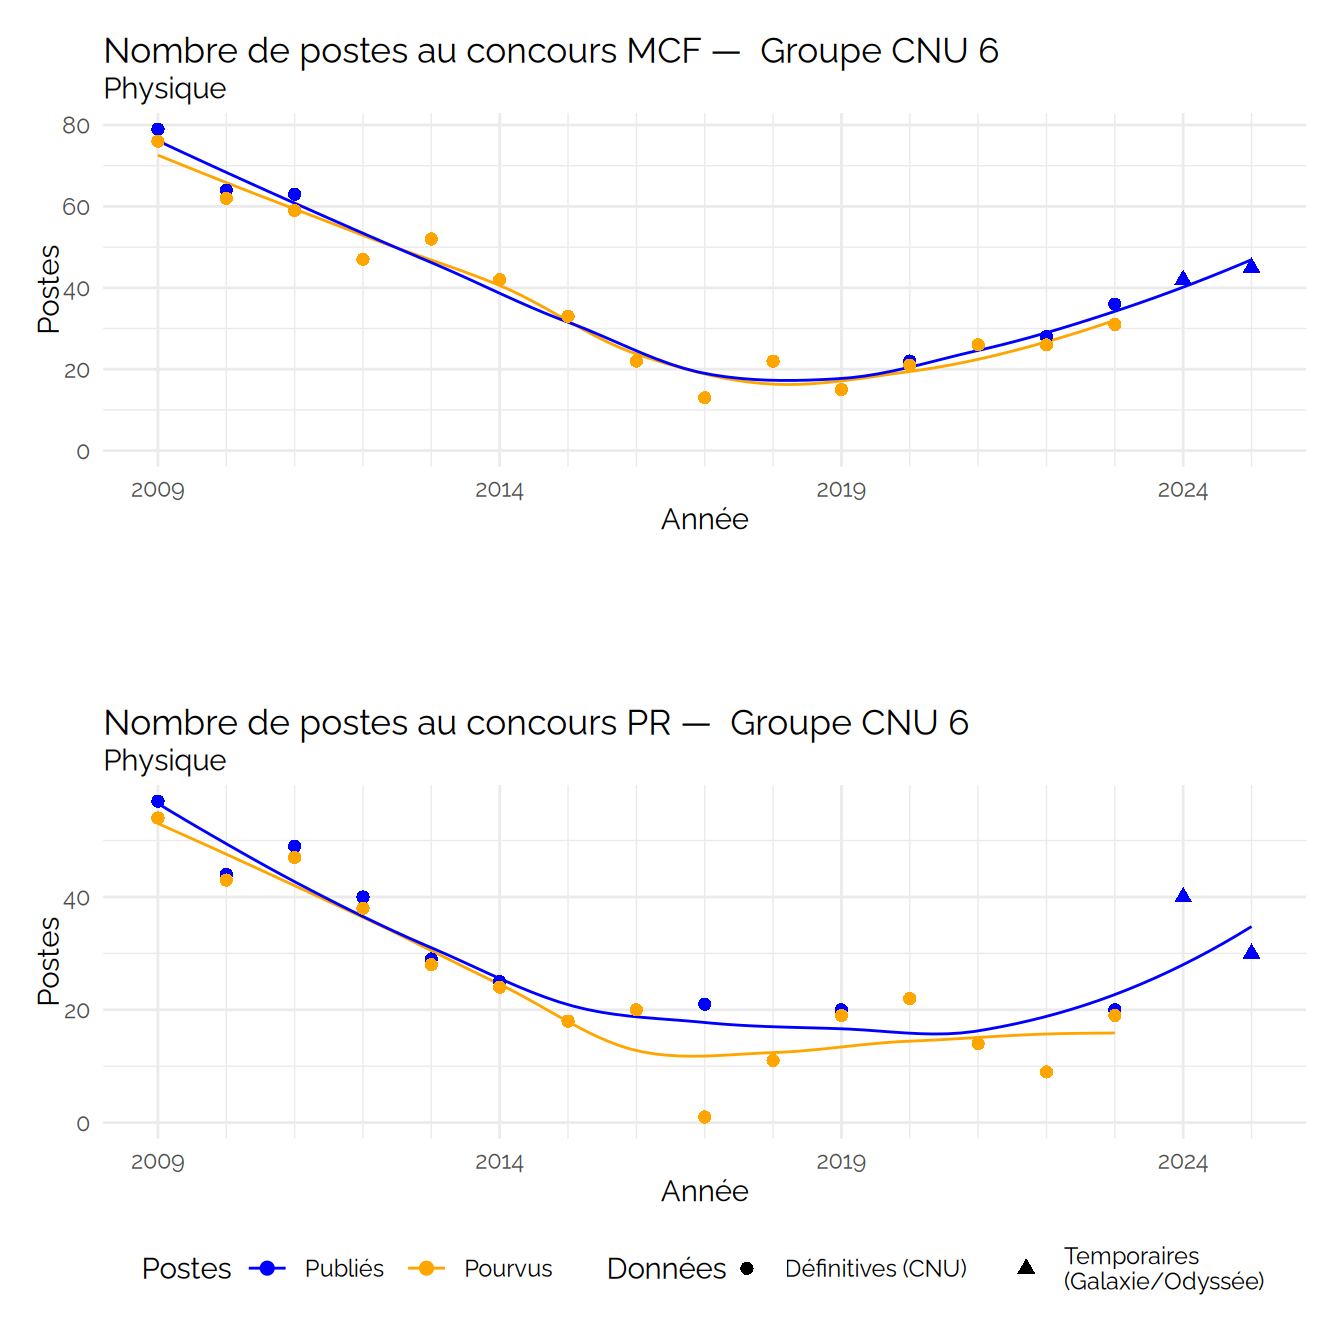 Nombre de postes au concours MCF — Groupe CNU 6
Physique
80
60
40
20
0
Postes
2009 2014 2019 2024
Année
Nombre de postes au concours PR — Groupe CNU 6
Physique
40
20
0
Postes
2009 2014 2019 2024
Année
Postes Publiés Pourvus Données Définitives (CNU) Temporaires
(Galaxie/Odyssée)